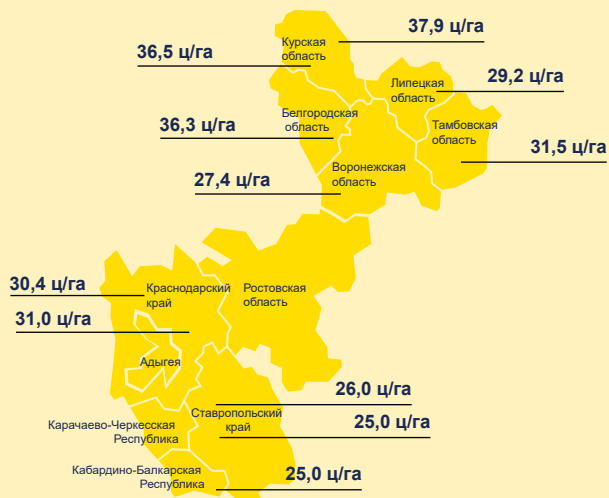 37,9 ц/га
Курская
область
36,5 ц/га
Липецкая
область
29,2 ц/га
Белгородская
область
36,3 ц/га
Тамбовская
область
31,5 ц/га
Воронежская
область
27,4 ц/га
30,4 ц/га
Краснодарский
край
Ростовская
область
31,0 ц/га
Адыгея
26,0 ц/га
Ставропольский
край
25,0 ц/га
Карачаево-Черкесская
Республика
Кабардино-Балкарская
Республика
25,0 ц/га